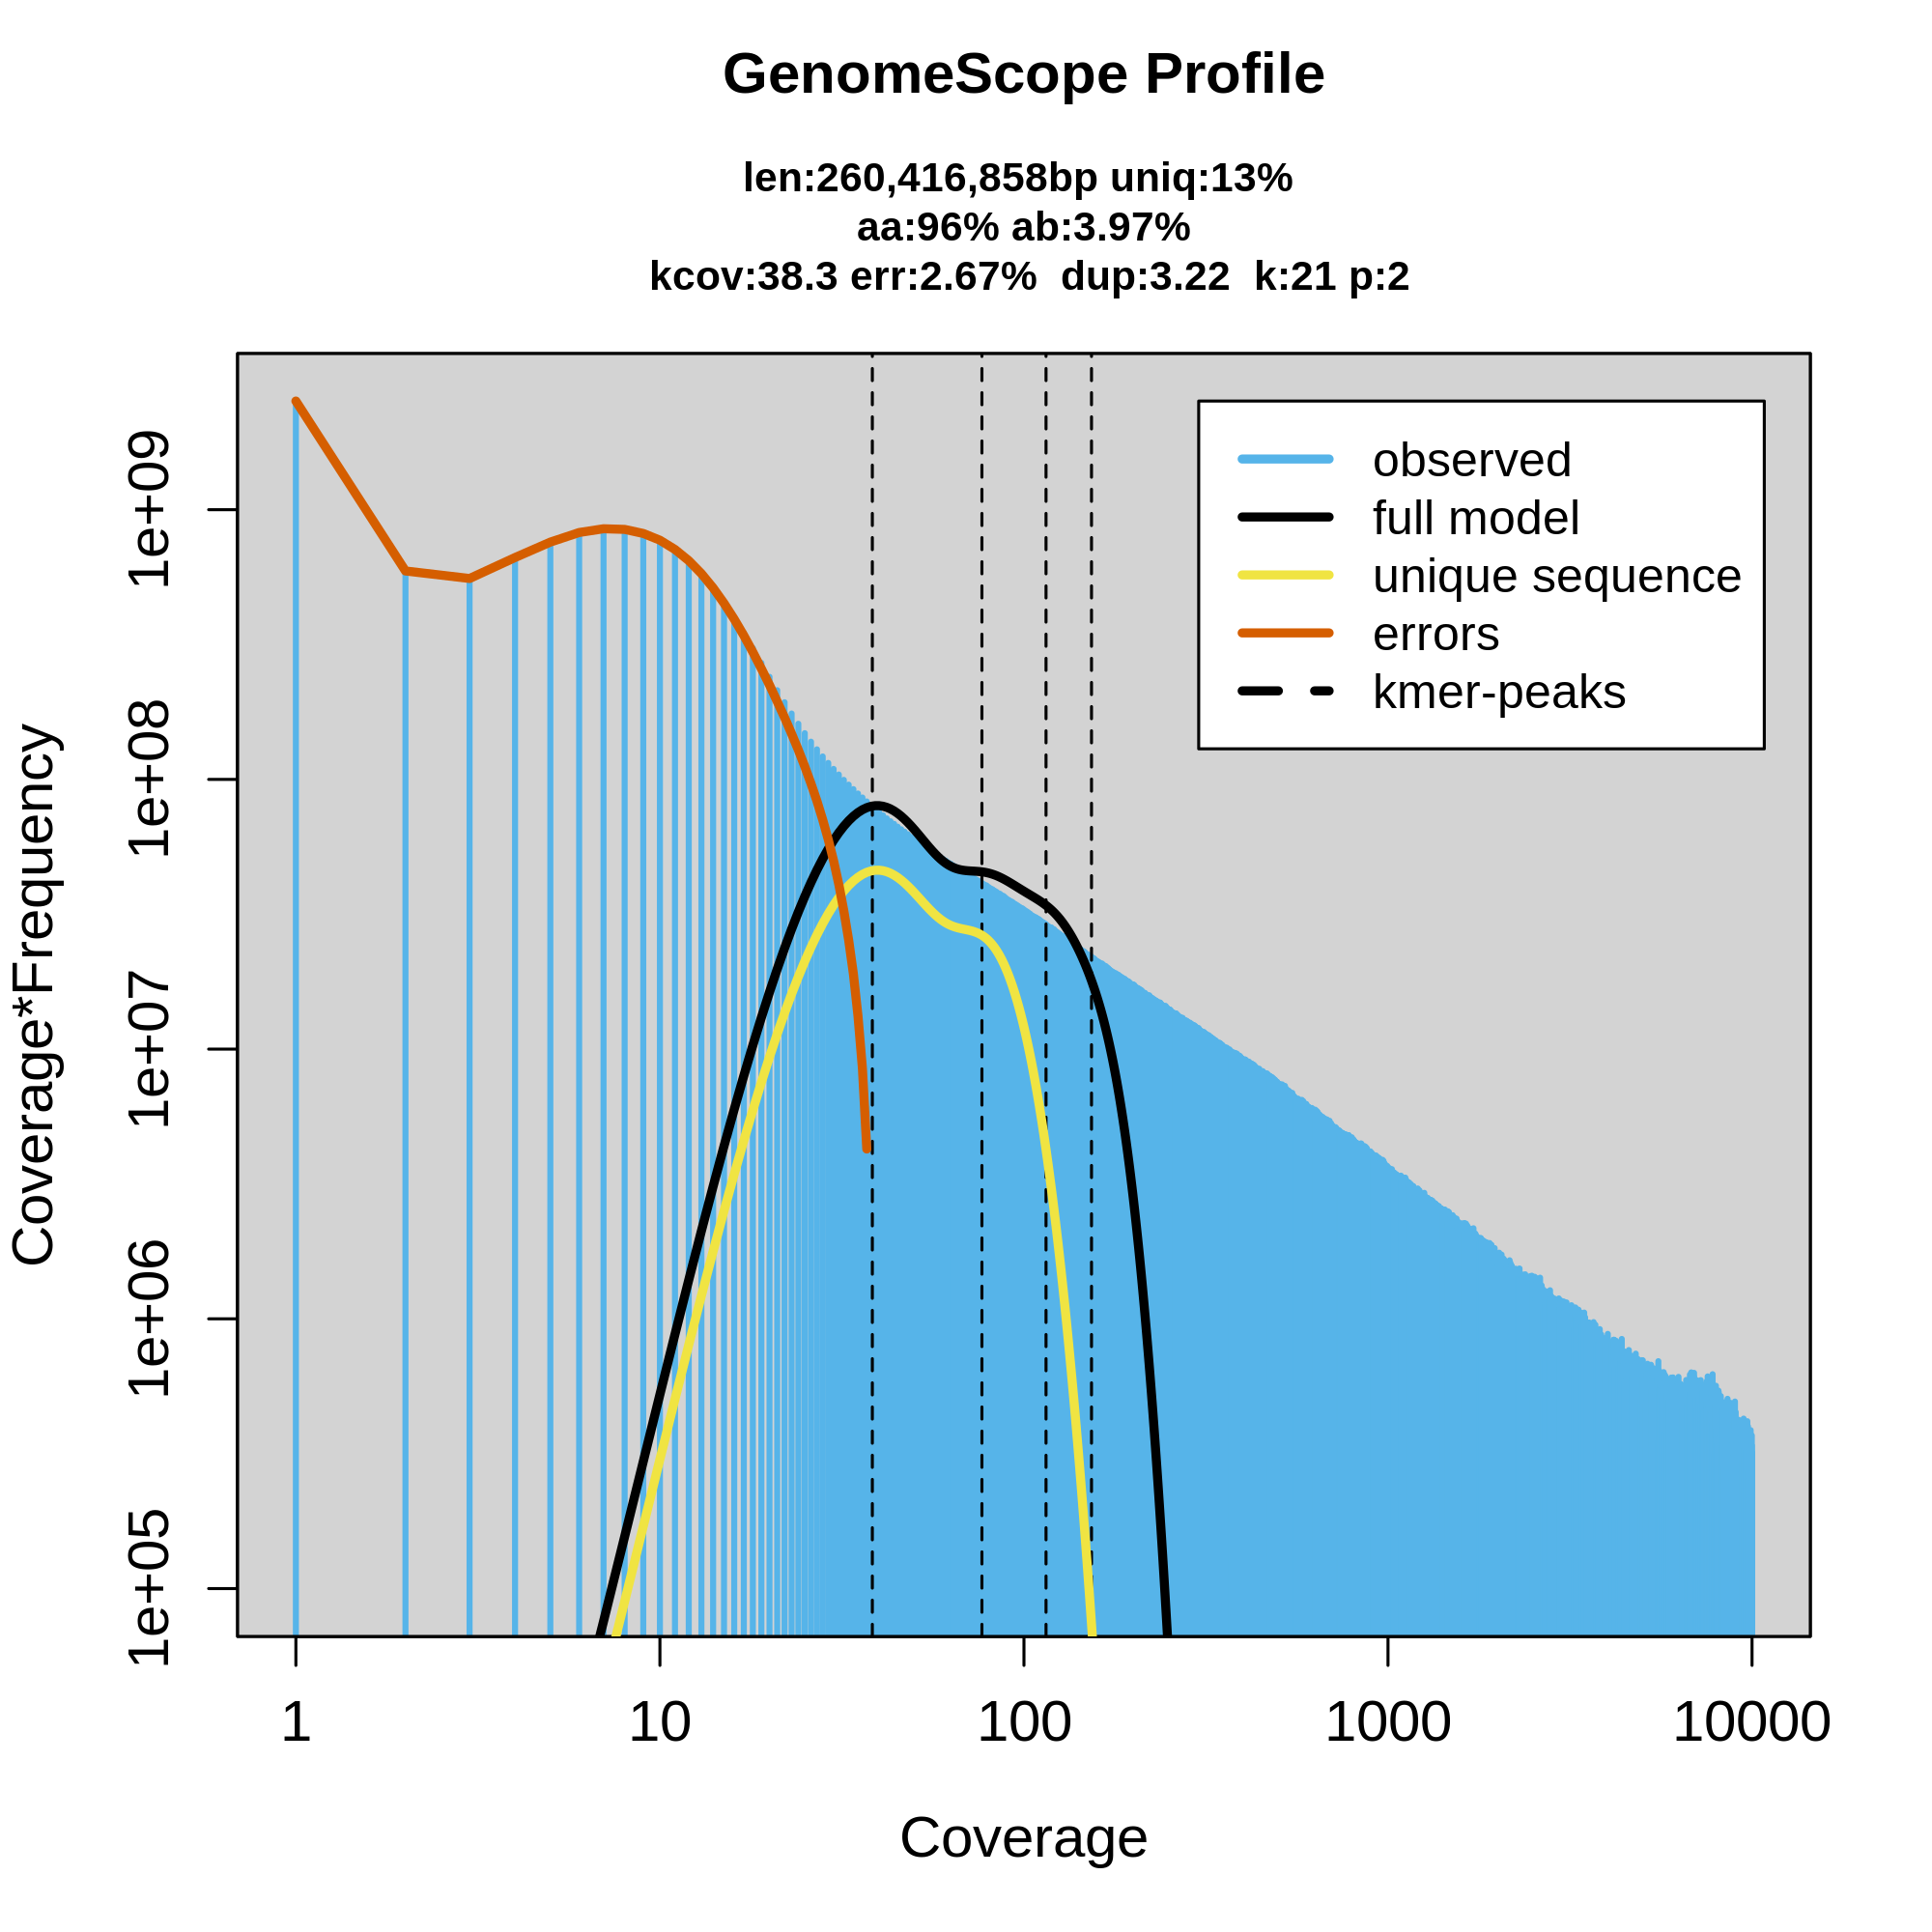 GenomeScope Profile
len:260,416,858bp uniq:13%
aa:96% ab:3.97%
kcov:38.3 err:2.67%  dup:3.22  k:21 p:2
observed
full model
unique sequence
errors
kmer-peaks
Coverage*Frequency
1e+09
1e+08
1e+07
1e+06
1e+05
1
10
100
1000
10000
Coverage